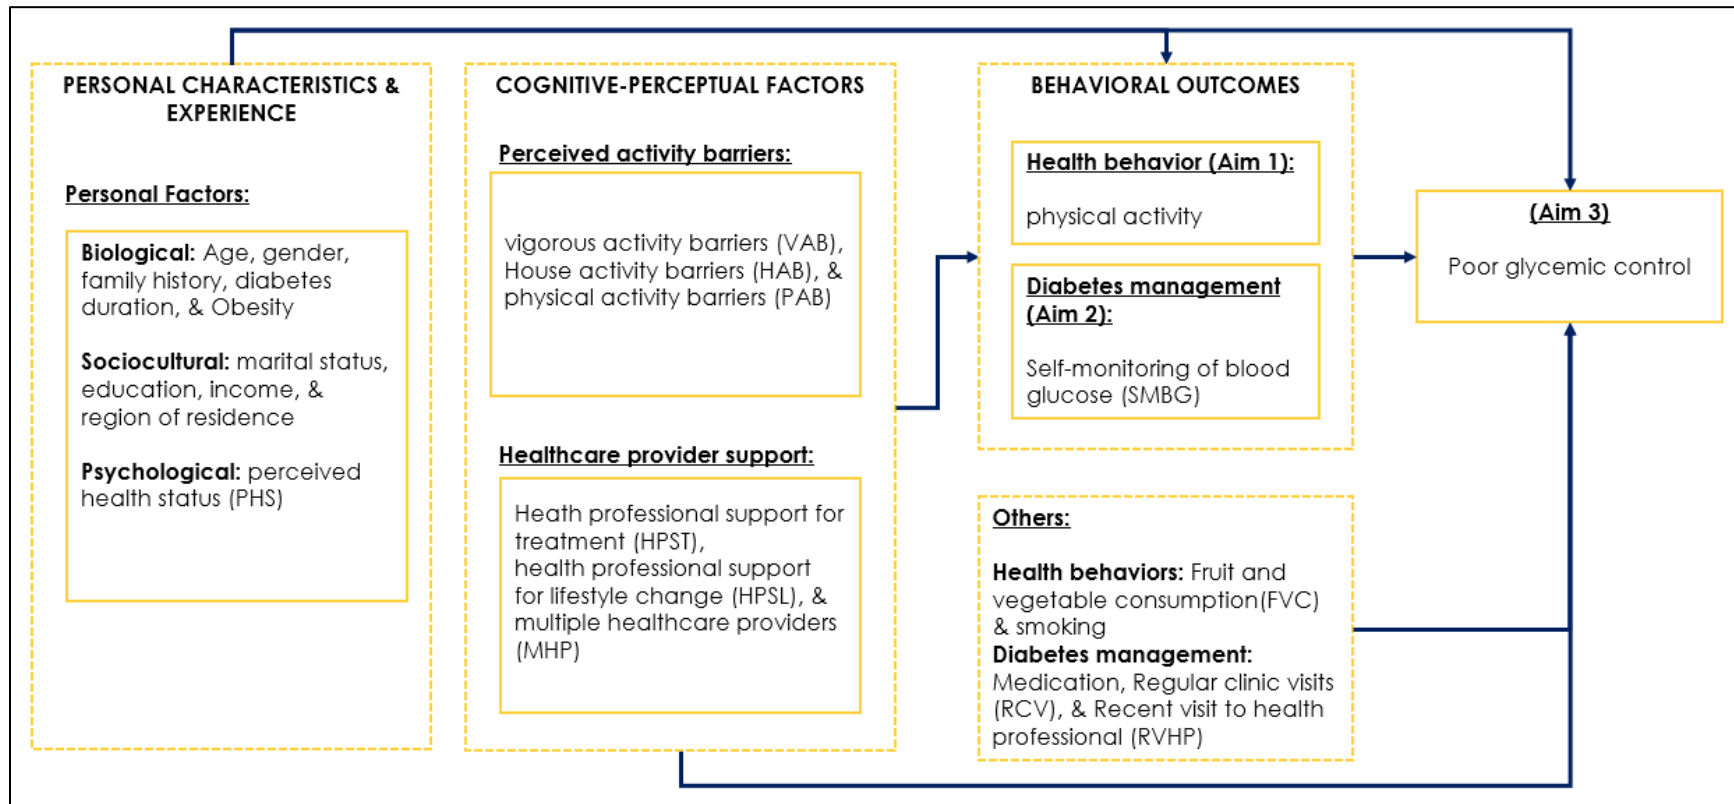 PERSONAL CHARACTERISTICS &
EXPERIENCE
Personal Factors:
Biological: Age, gender,
family history, diabetes
duration, & Obesity
Sociocultural: marital status,
education, income, &
region of residence
Psychological: perceived
health status (PHS)
COGNITIVE-PERCEPTUAL FACTORS
Perceived activity barriers:
vigorous activity barriers (VAB),
House activity barriers (HAB), &
physical activity barriers (PAB)
Healthcare provider support:
Heath professional support for
treatment (HPST),
health professional support
for lifestyle change (HPSL), &
multiple healthcare providers
(MHP)
BEHAVIORAL OUTCOMES
Health behavior (Aim 1):
physical activity
Diabetes management
(Aim 2):
Self-monitoring of blood
glucose (SMBG)
Others:
Health behaviors: Fruit and
vegetable consumption(FVC)
& smoking
Diabetes management:
Medication, Regular clinic visits
(RCV), & Recent visit to health
professional (RVHP)
(Aim 3)
Poor glycemic control